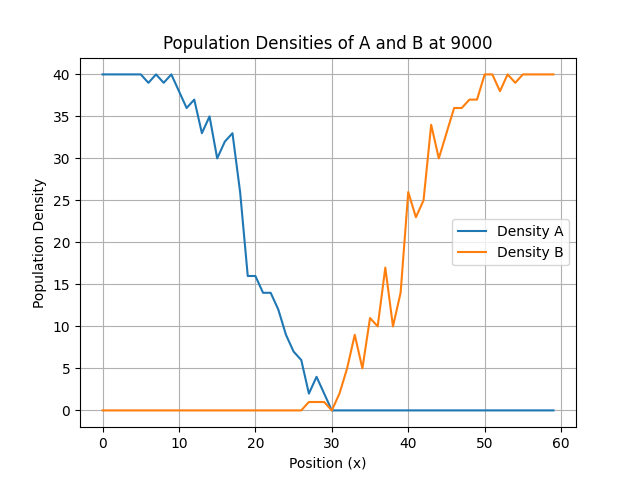 Population Densities of A and B at 9000
40
35
30
25
20
15
10
5
0
Population Density
Density A
Density B
0 10 20 30 40 50 60
Position (x)